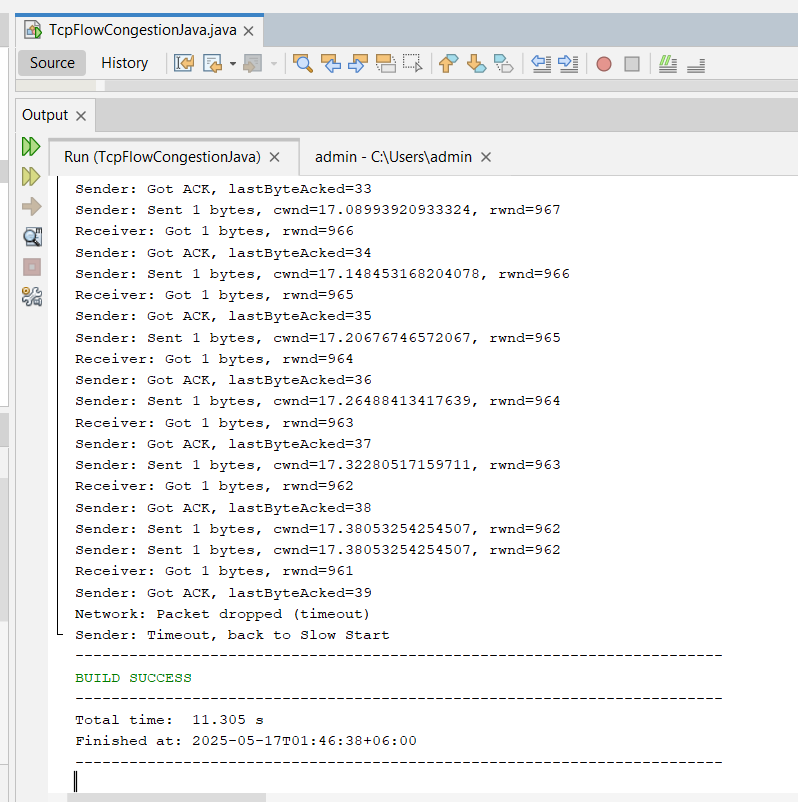 TcpFlowCongestionJava.java
Source History
Output
Run (TcpFlowCongestionJava) admin - C:\Users\admin
Sender: Got ACK, lastByteAcked=33
Sender: Sent 1 bytes, cwnd=17.08993920933324, rwnd=967
Receiver: Got 1 bytes, rwnd=966
Sender: Got ACK, lastByteAcked=34
Sender: Sent 1 bytes, cwnd=17.148453168204078, rwnd=966
Receiver: Got 1 bytes, rwnd=965
Sender: Got ACK, lastByteAcked=35
Sender: Sent 1 bytes, cwnd=17.20676746572067, rwnd=965
Receiver: Got 1 bytes, rwnd=964
Sender: Got ACK, lastByteAcked=36
Sender: Sent 1 bytes, cwnd=17.26488413417639, rwnd=964
Receiver: Got 1 bytes, rwnd=963
Sender: Got ACK, lastByteAcked=37
Sender: Sent 1 bytes, cwnd=17.32280517159711, rwnd=963
Receiver: Got 1 bytes, rwnd=962
Sender: Got ACK, lastByteAcked=38
Sender: Sent 1 bytes, cwnd=17.38053254254507, rwnd=962
Sender: Sent 1 bytes, cwnd=17.38053254254507, rwnd=962
Receiver: Got 1 bytes, rwnd=961
Sender: Got ACK, lastByteAcked=39
Network: Packet dropped (timeout)
Sender: Timeout, back to Slow Start
------------------------------------------------------------------------
BUILD SUCCESS
------------------------------------------------------------------------
Total time:  11.305 s
Finished at: 2025-05-17T01:46:38+06:00
------------------------------------------------------------------------